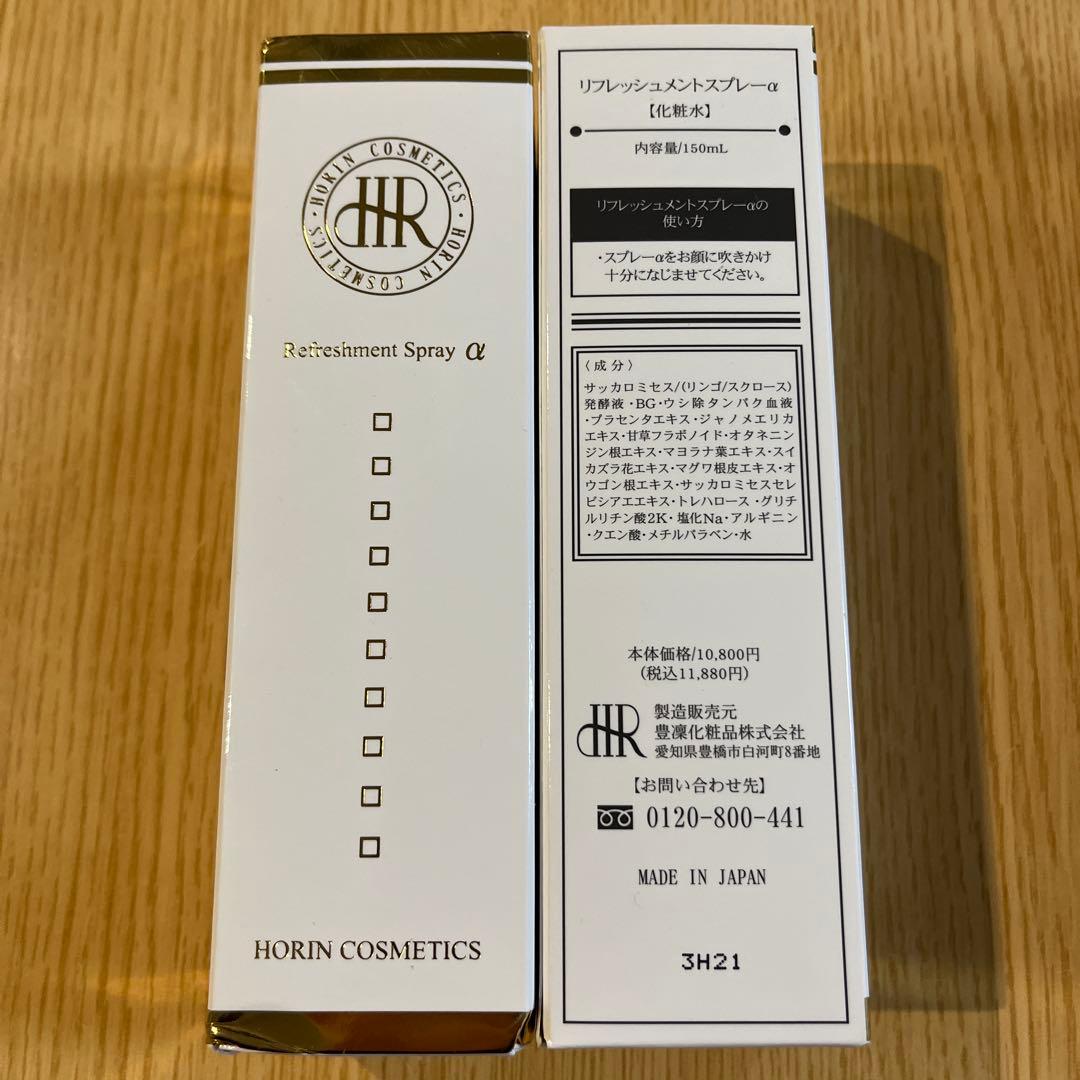 HORIN COSMETICS・HORIN COSMETICS・
HR
Refreshment Spray α
□
□
□
□
□
□
□
□
□
□
HORIN COSMETICS
リフレッシュメントスプレーα
【化粧水】
内容量/150mL
リフレッシュメントスプレーαの
使い方
・スプレーαをお顔に吹きかけ
十分になじませてください。
〈成分〉
サッカロミセス/(リンゴ/スクロース)
発酵液・BG・ウシ除タンパク血液
・プラセンタエキス・ジャノメエリカ
エキス・甘草フラボノイド・オタネニン
ジン根エキス・マヨラナ葉エキス・スイ
カズラ花エキス・マグワ根皮エキス・オ
ウゴン根エキス・サッカロミセスセレ
ビシアエエキス・トレハロース・グリチ
ルリチン酸2K・塩化Na・アルギニン
・クエン酸・メチルパラベン・水
本体価格/10,800円
(税込11,880円)
HR
製造販売元
豊凜化粧品株式会社
愛知県豊橋市白河町8番地
【お問い合わせ先】
0120-800-441
MADE IN JAPAN
3H21